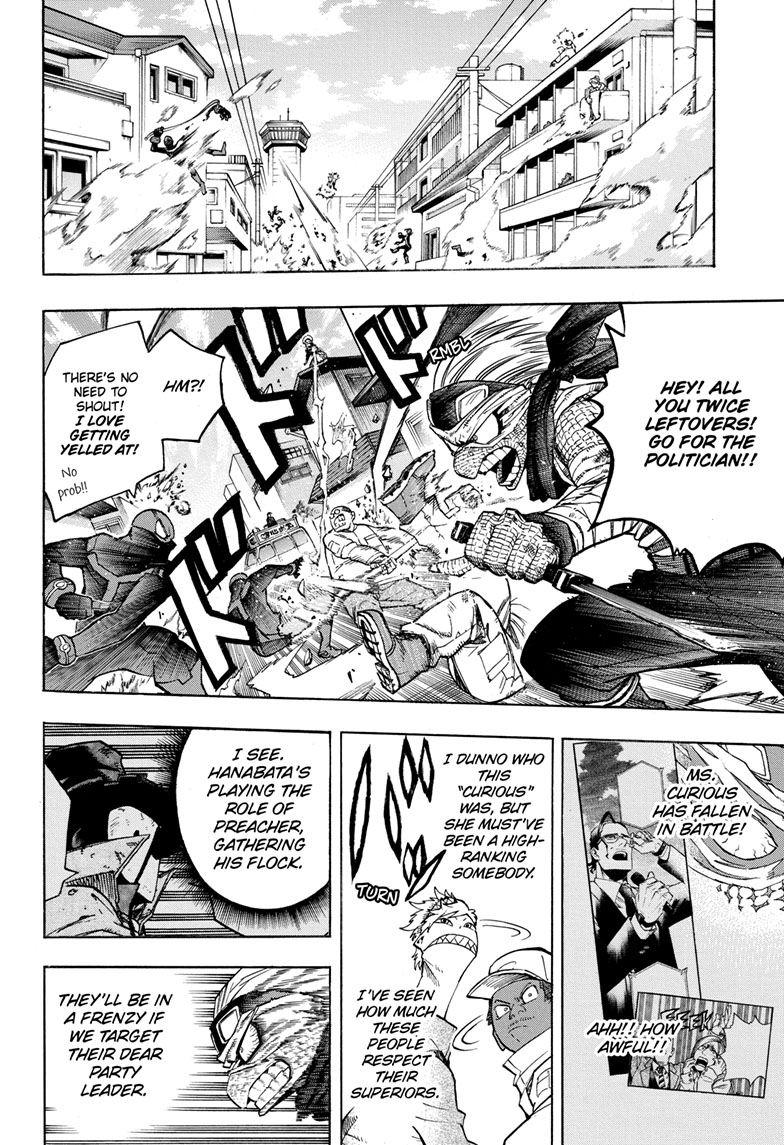 HEY! ALL
YOU TWICE
LEFTOVERS!
GO FOR THE
POLITICIAN!!
RMBL
ドドドド
HM?!
THERE'S NO
NEED TO
SHOUT!
I LOVE
GETTING
YELLED AT!
No
prob!!
MS.
CURIOUS
HAS FALLEN
IN BATTLE!
AHH!! HOW
AWFUL!!
I DUNNO WHO
THIS
"CURIOUS"
WAS, BUT
SHE MUST'VE
BEEN A HIGH-
RANKING
SOMEBODY.
TURN
I'VE SEEN
HOW MUCH
THESE
PEOPLE
RESPECT
THEIR
SUPERIORS.
I SEE.
HANABATA'S
PLAYING THE
ROLE OF
PREACHER,
GATHERING
HIS FLOCK.
THEY'LL BE IN
A FRENZY IF
WE TARGET
THEIR DEAR
PARTY
LEADER.